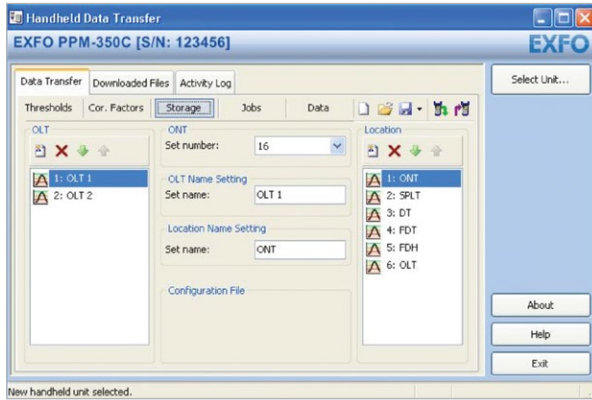 Handheld Data Transfer
EXFO PPM-350C [S/N: 123456]
EXFO
Data Transfer Downloaded Files Activity Log
Select Unit...
Thresholds Cor. Factors Storage Jobs Data
OLT
1: OLT 1
2: OLT 2
ONT
Set number: 16
OLT Name Setting
Set name: OLT 1
Location Name Setting
Set name: ONT
Configuration File
Location
1: ONT
2: SPLT
3: DT
4: FDT
5: FDH
6: OLT
About
Help
Exit
New handheld unit selected.